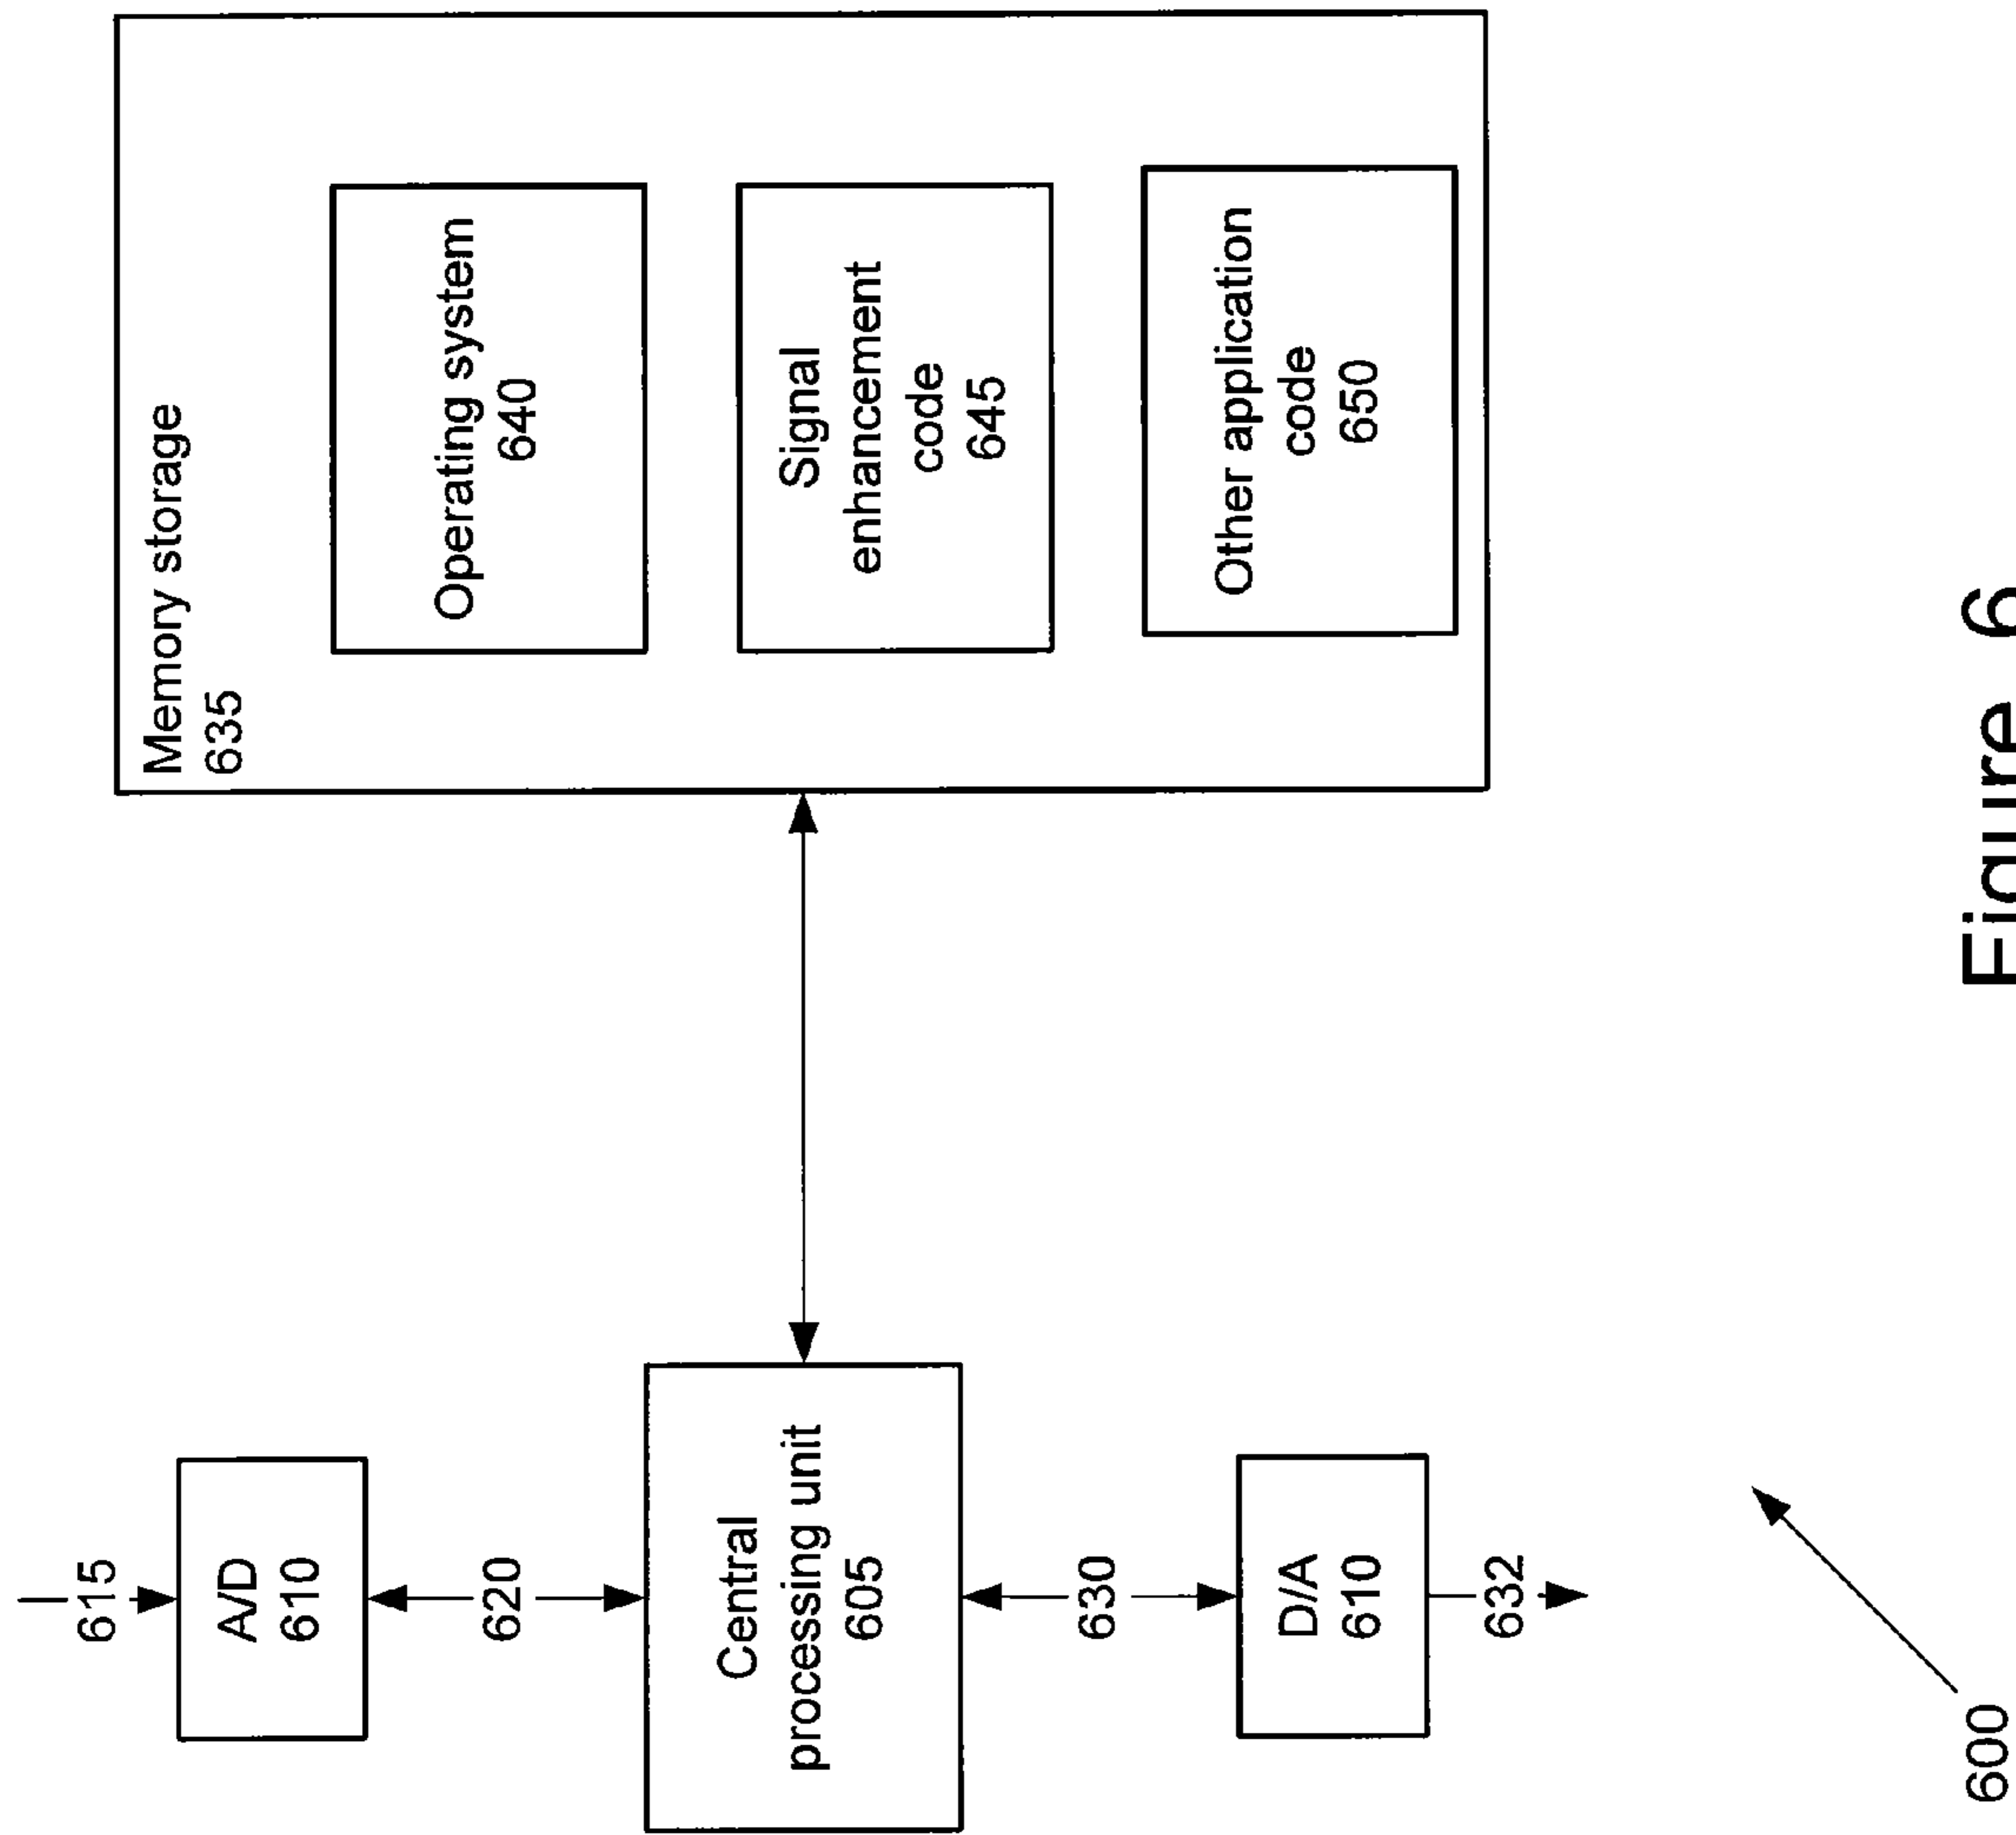 615
A/D
610
620
Central
processing unit
605
630
D/A
610
632
600
Memory storage
635
Operating system
640
Signal
enhancement
code
645
Other application
code
650
Figure 6